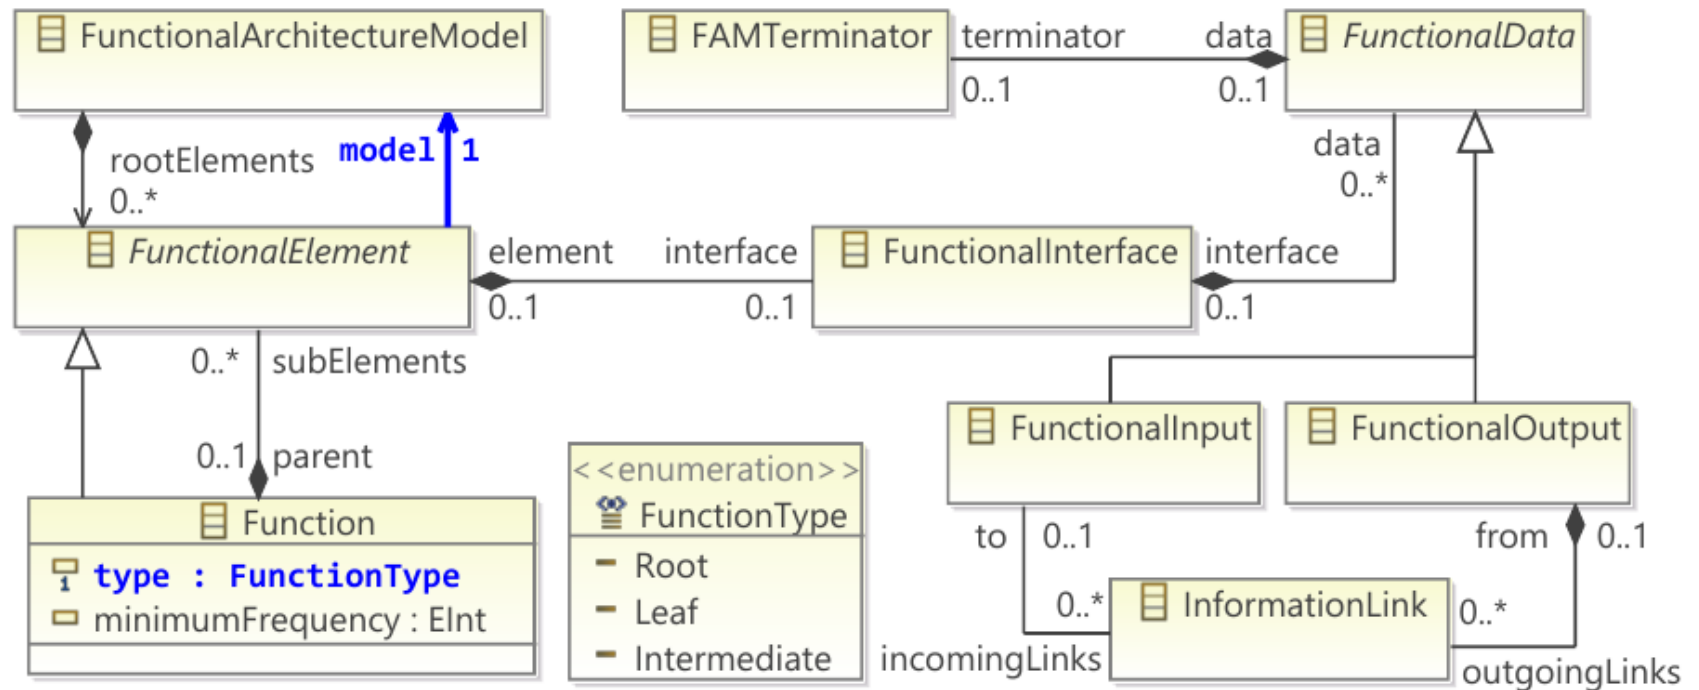 FunctionalArchitectureModel
FAMTerminator
terminator
data
FunctionalData
0..1
0..1
rootElements
model
1
data
0..*
0..*
FunctionalElement
element
interface
FunctionalInterface
interface
0..1
0..1
0..1
0..*
subElements
0..1
parent
FunctionalInput
FunctionalOutput
<<enumeration>>
FunctionType
Root
Leaf
Intermediate
Function
1
type : FunctionType
minimumFrequency : EInt
to
0..1
from
0..1
0..*
InformationLink
0..*
incomingLinks
outgoingLinks